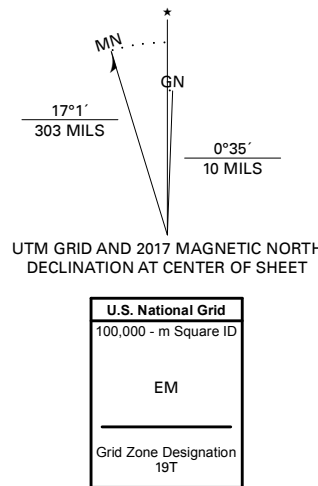 ★
MN
GN
17°1´
303 MILS
0°35´
10 MILS
UTM GRID AND 2017 MAGNETIC NORTH
DECLINATION AT CENTER OF SHEET
U.S. National Grid
100,000 - m Square ID
EM
Grid Zone Designation
19T